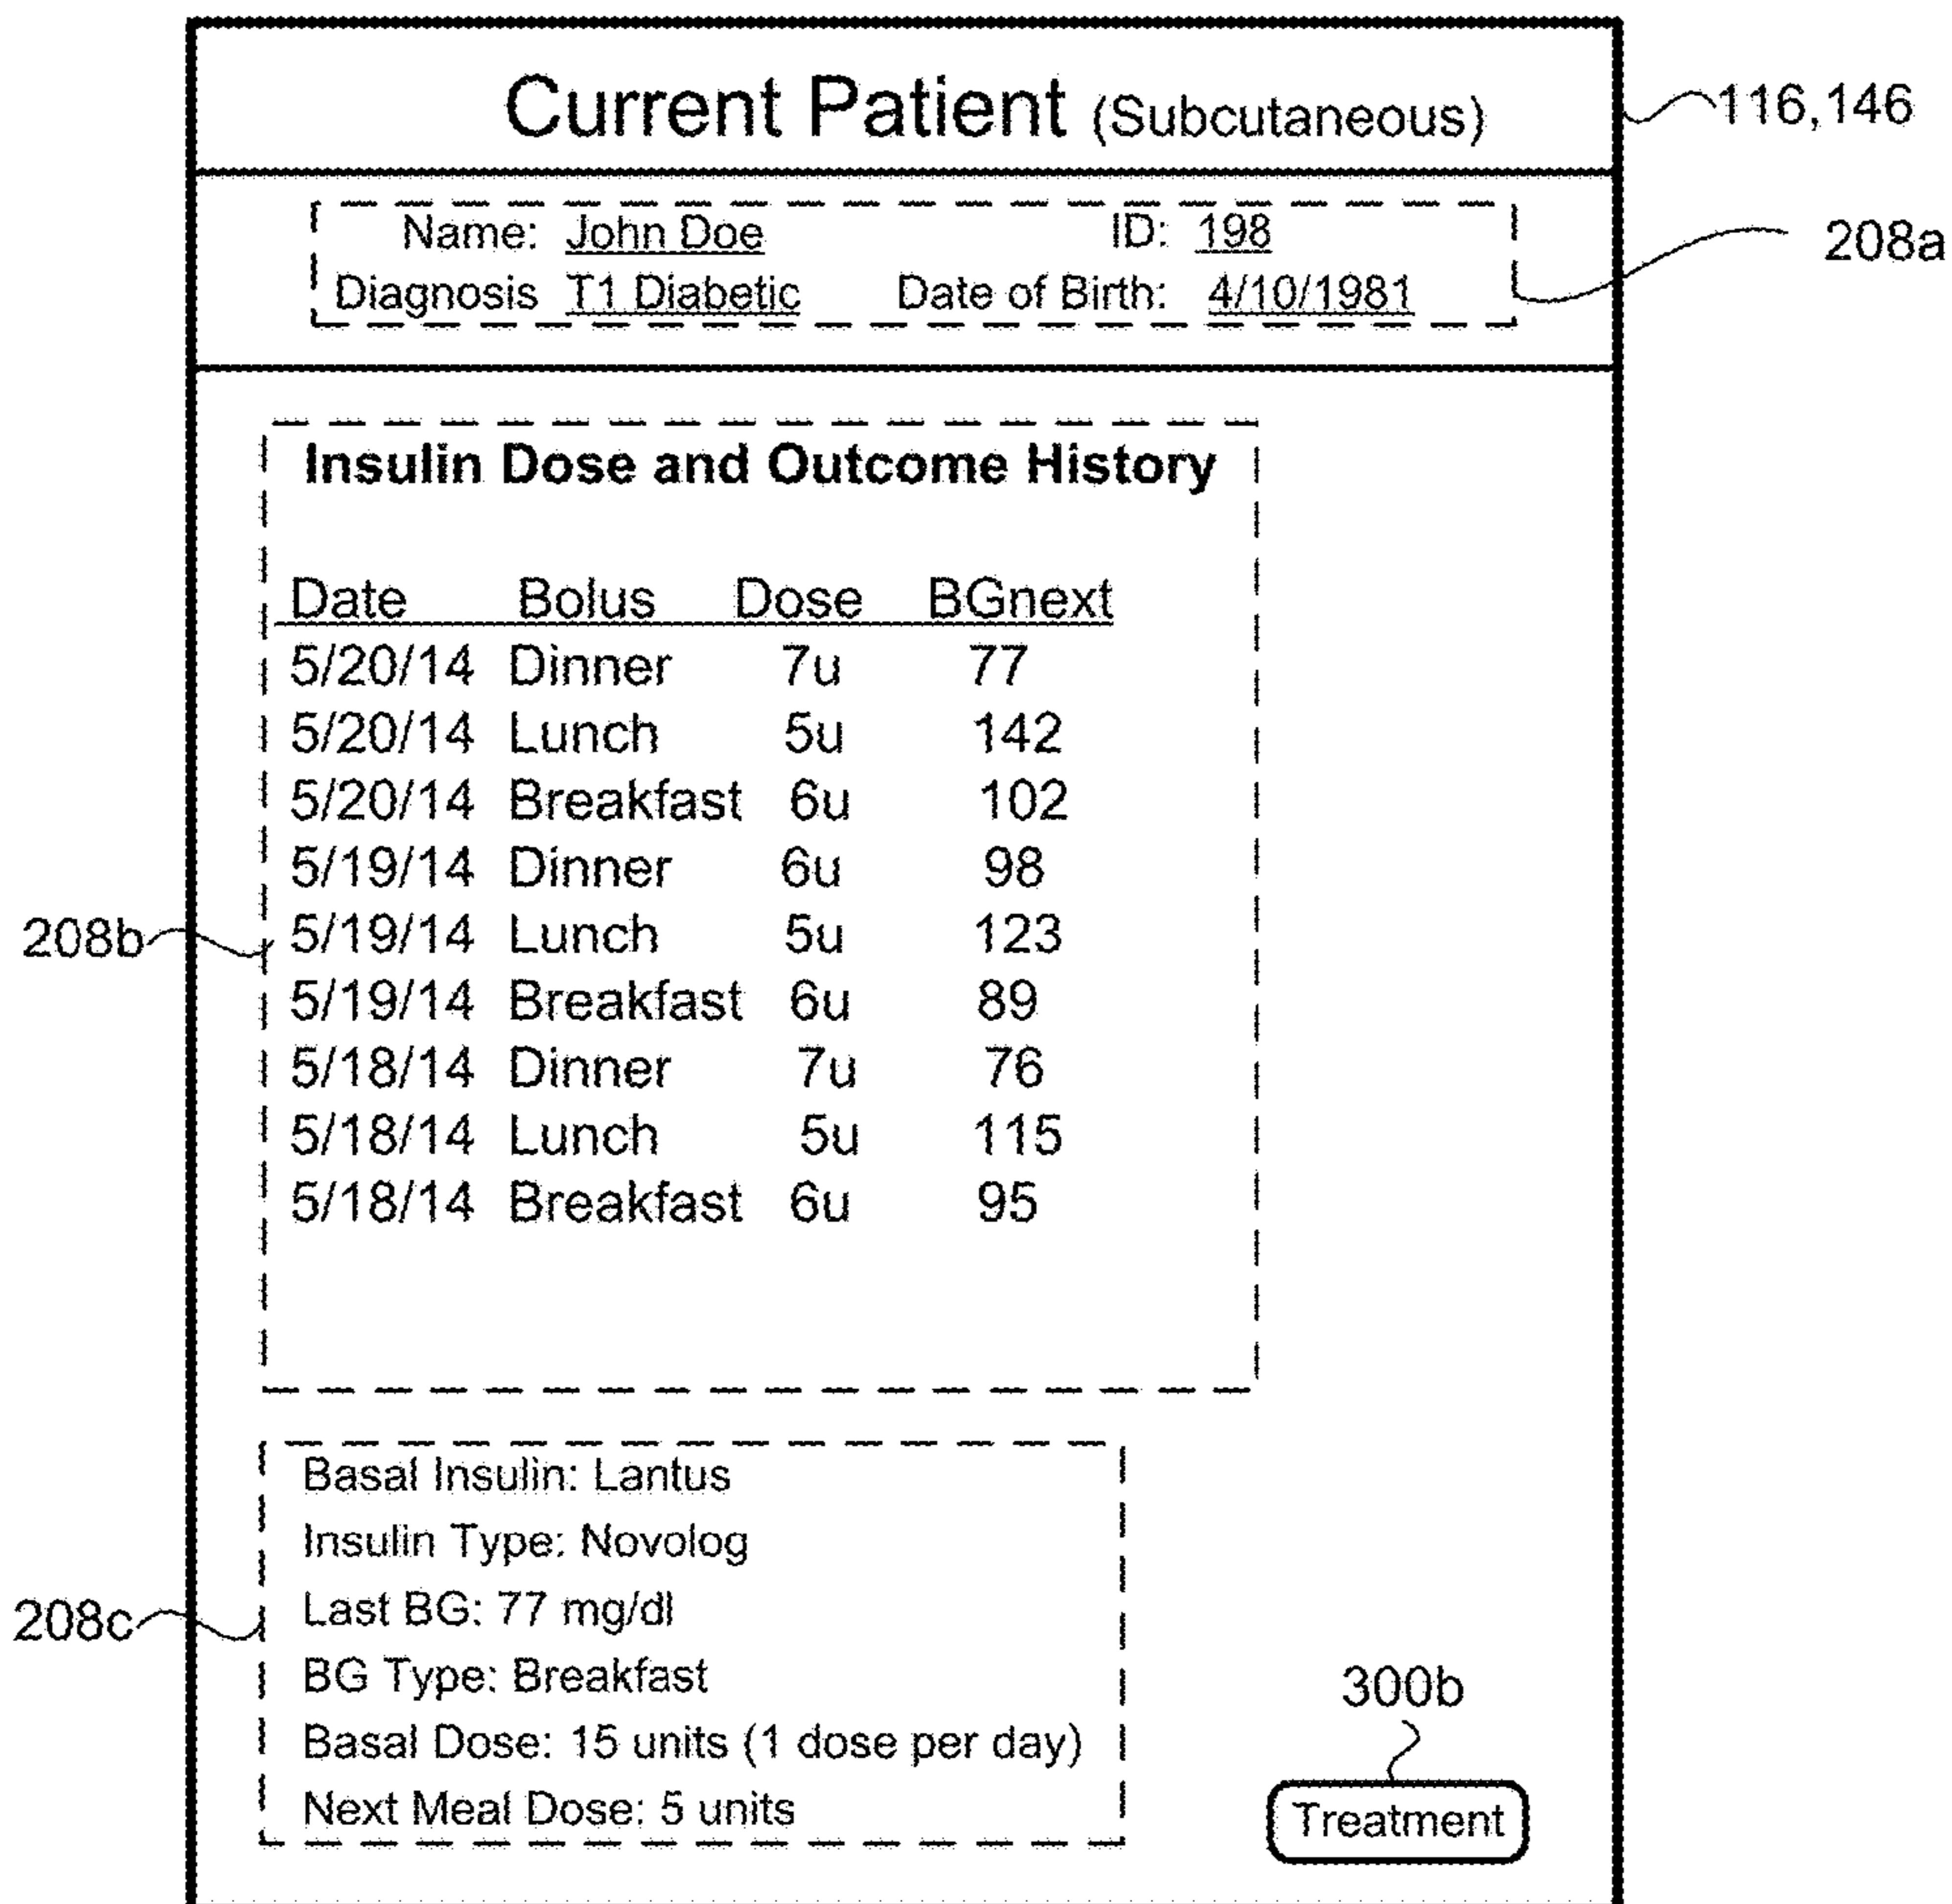 Current Patient (Subcutaneous)
116,146
Name: John Doe ID: 198
208a
Diagnosis T1 Diabetic Date of Birth: 4/10/1981
Insulin Dose and Outcome History
Date Bolus Dose BGnext
5/20/14 Dinner 7u 77
5/20/14 Lunch 5u 142
5/20/14 Breakfast 6u 102
5/19/14 Dinner 6u 98
208b
5/19/14 Lunch 5u 123
5/19/14 Breakfast 6u 89
5/18/14 Dinner 7u 76
5/18/14 Lunch 5u 115
5/18/14 Breakfast 6u 95
Basal Insulin: Lantus
Insulin Type: Novolog
208c
Last BG: 77 mg/dl
BG Type: Breakfast
300b
Basal Dose: 15 units (1 dose per day)
Next Meal Dose: 5 units
Treatment